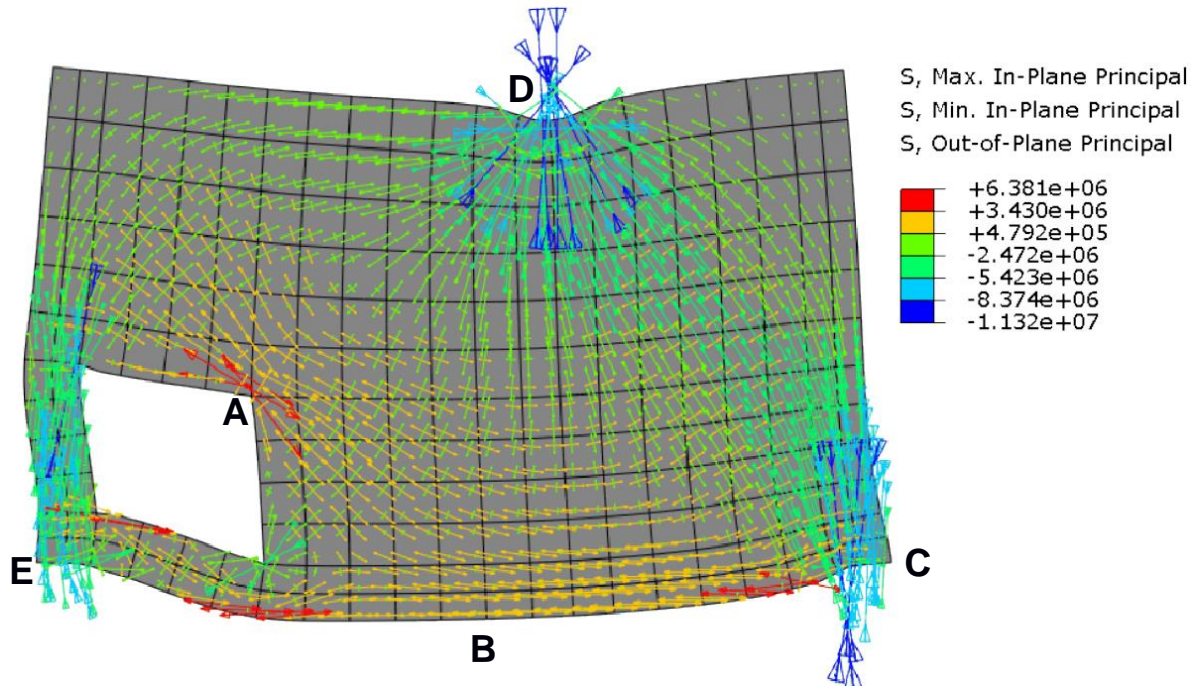 D
S, Max. In-Plane Principal
S, Min. In-Plane Principal
S, Out-of-Plane Principal
+6.381e+06
+3.430e+06
+4.792e+05
-2.472e+06
-5.423e+06
-8.374e+06
-1.132e+07
A
E
C
B